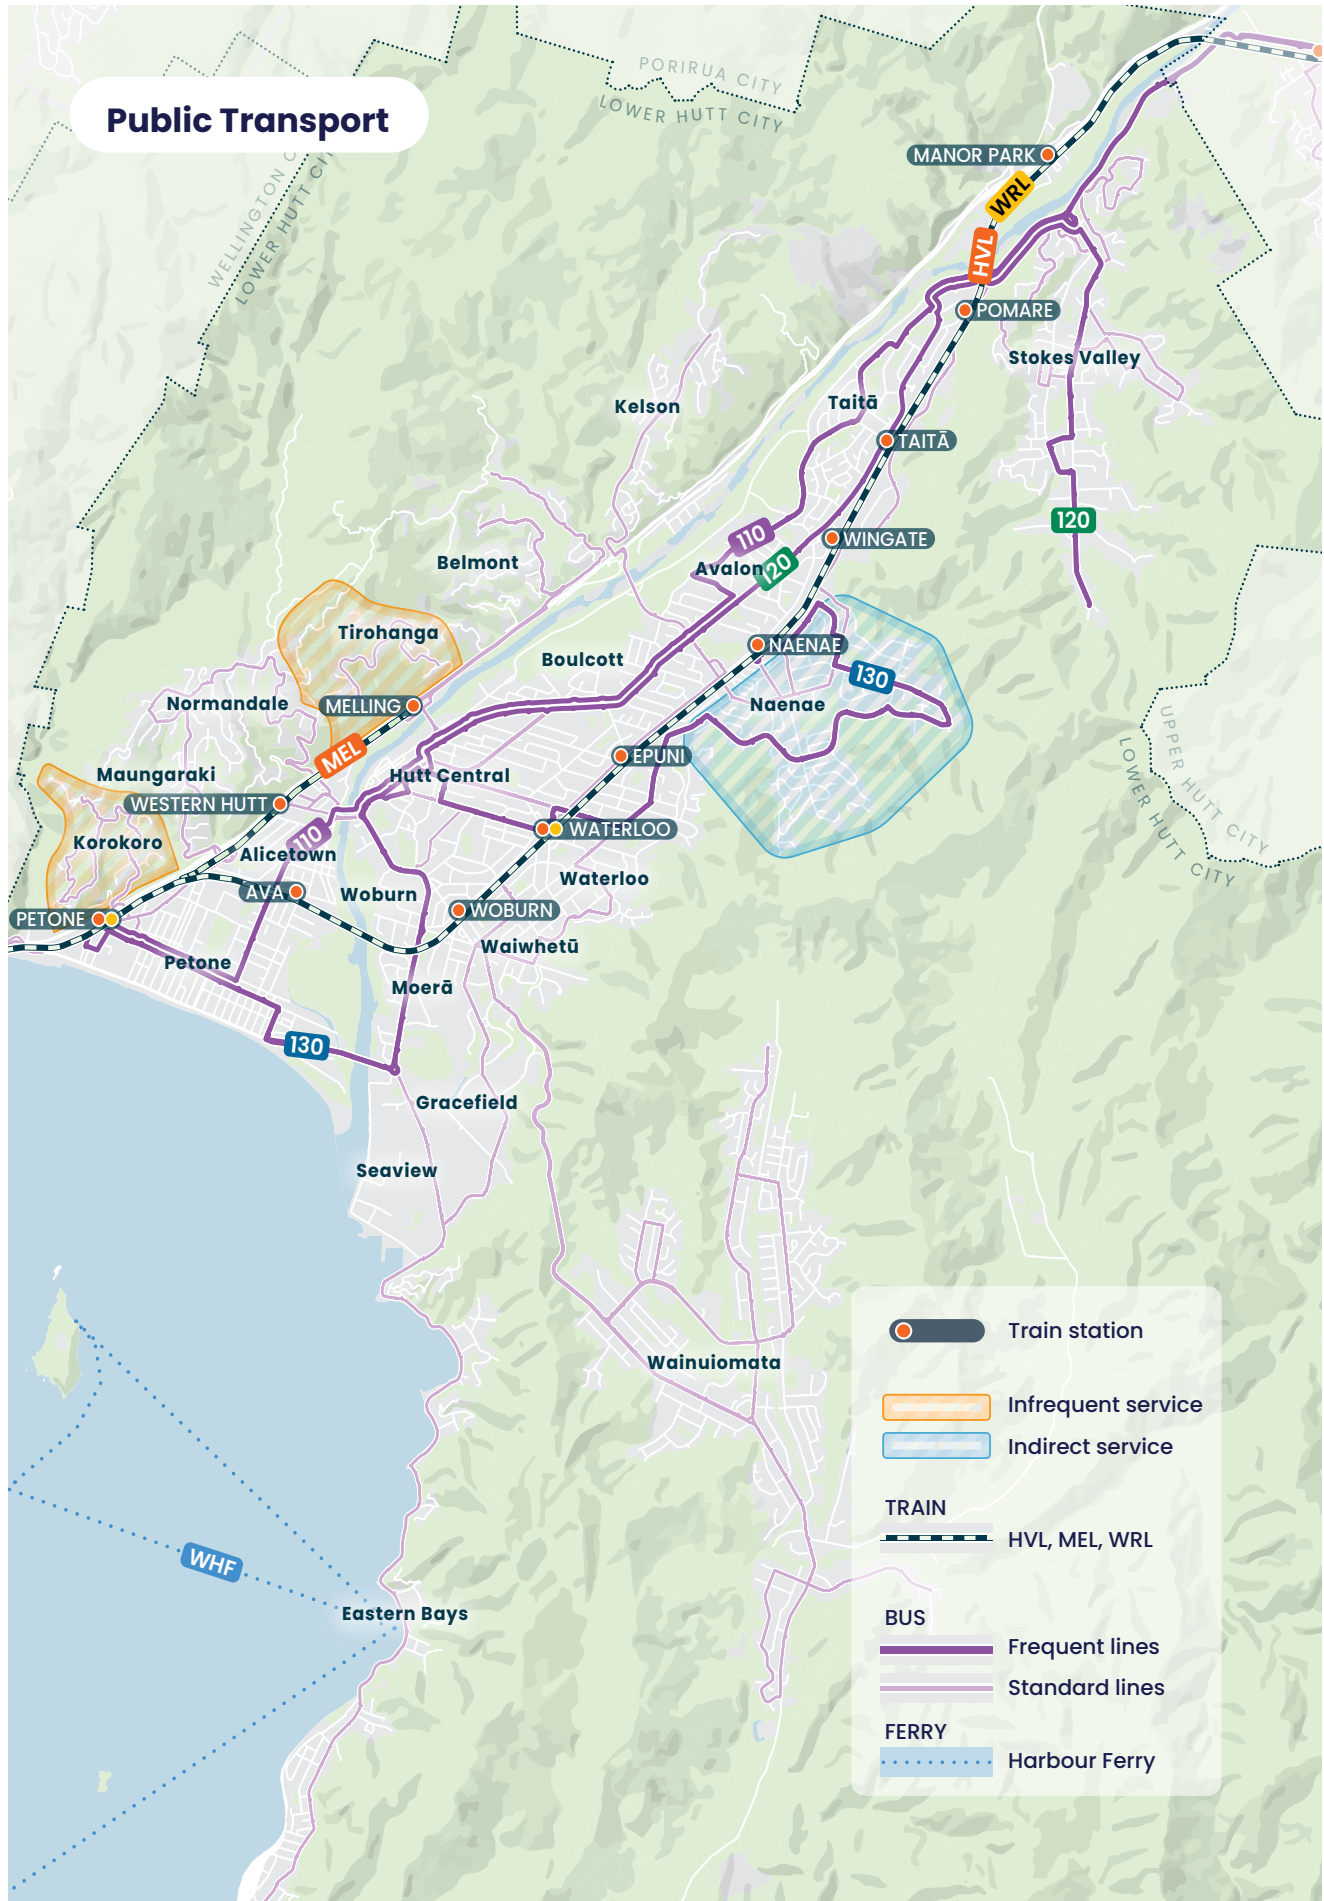 Public Transport
PORIRUA CITY
LOWER HUTT CITY
WELLINGTON C
LOWER HUTT CI
MANOR PARK
WRL
HVL
POMARE
Stokes Valley
Kelson
Taitā
TAITĀ
120
110
WINGATE
Avalon
120
Belmont
Tirohanga
NAENAE
Boulcott
130
Normandale
MELLING
Naenae
UPPER HUTT CITY
LOWER HUTT CITY
MEL
EPUNI
Maungaraki
Hutt Central
WESTERN HUTT
WATERLOO
Korokoro
110
Alicetown
Waterloo
AVA
Woburn
WOBURN
PETONE
Waiwhetū
Petone
Moerā
130
Gracefield
Seaview
Wainuiomata
WHF
Eastern Bays
Train station
Infrequent service
Indirect service
TRAIN
HVL, MEL, WRL
BUS
Frequent lines
Standard lines
FERRY
Harbour Ferry